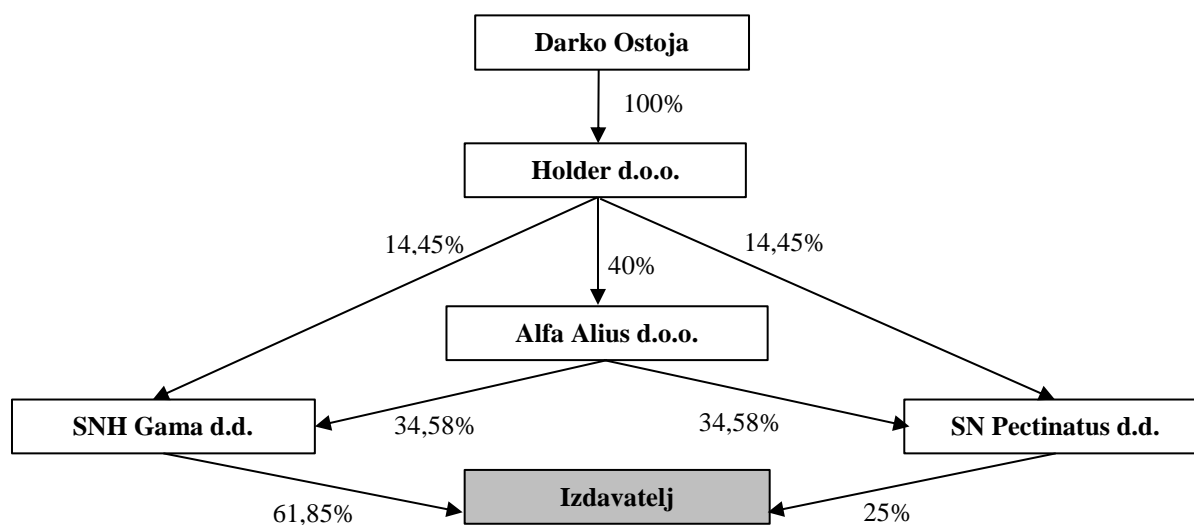 Darko Ostoja
100%
Holder d.o.o.
14,45%
40%
14,45%
Alfa Alius d.o.o.
SNH Gama d.d.
34,58%
34,58%
SN Pectinatus d.d.
61,85%
Izdavatelj
25%